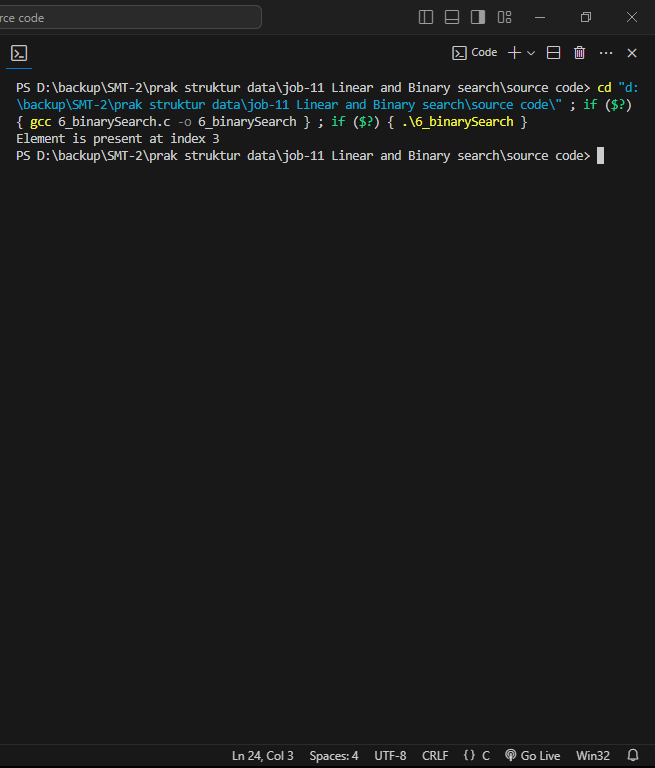 rce code
Code
PS D:\backup\SMT-2\prak struktur data\job-11 Linear and Binary search\source code> cd "d:
\backup\SMT-2\prak struktur data\job-11 Linear and Binary search\source code\" ; if ($?)
{ gcc 6_binarySearch.c -o 6_binarySearch } ; if ($?) { .\6_binarySearch }
Element is present at index 3
PS D:\backup\SMT-2\prak struktur data\job-11 Linear and Binary search\source code>
Ln 24, Col 3 Spaces: 4 UTF-8 CRLF {} C Go Live Win32